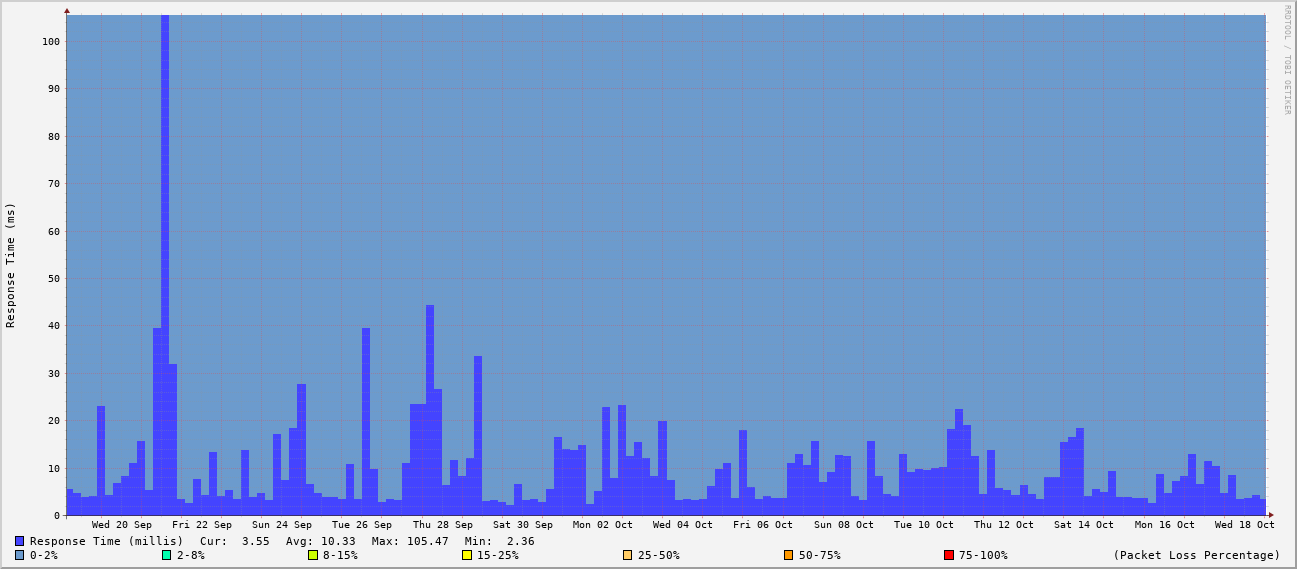 RRDTOOL / TOBI OETIKER
Response Time (ms)
100
90
80
70
60
50
40
30
20
10
0
Wed 20 Sep Fri 22 Sep Sun 24 Sep Tue 26 Sep Thu 28 Sep Sat 30 Sep Mon 02 Oct Wed 04 Oct Fri 06 Oct Sun 08 Oct Tue 10 Oct Thu 12 Oct Sat 14 Oct Mon 16 Oct Wed 18 Oct
Response Time (millis) Cur: 3.55 Avg: 10.33 Max: 105.47 Min: 2.36
0-2% 2-8% 8-15% 15-25% 25-50% 50-75% 75-100% (Packet Loss Percentage)